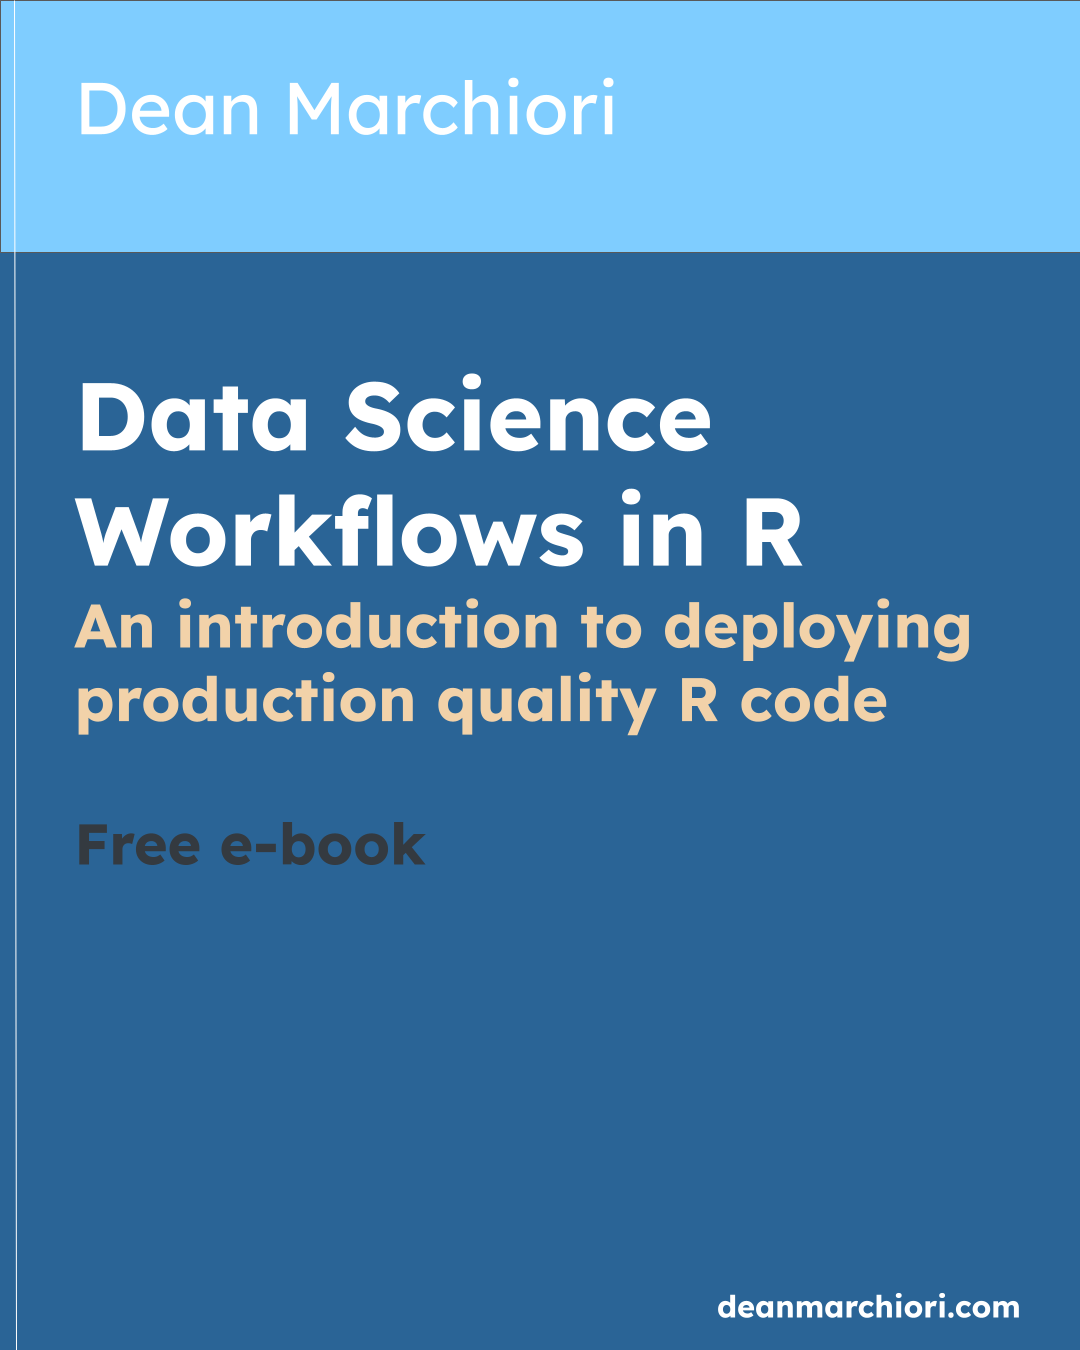 Dean Marchiori
Data Science
Workflows in R
An introduction to deploying
production quality R code
Free e-book
deanmarchiori.com